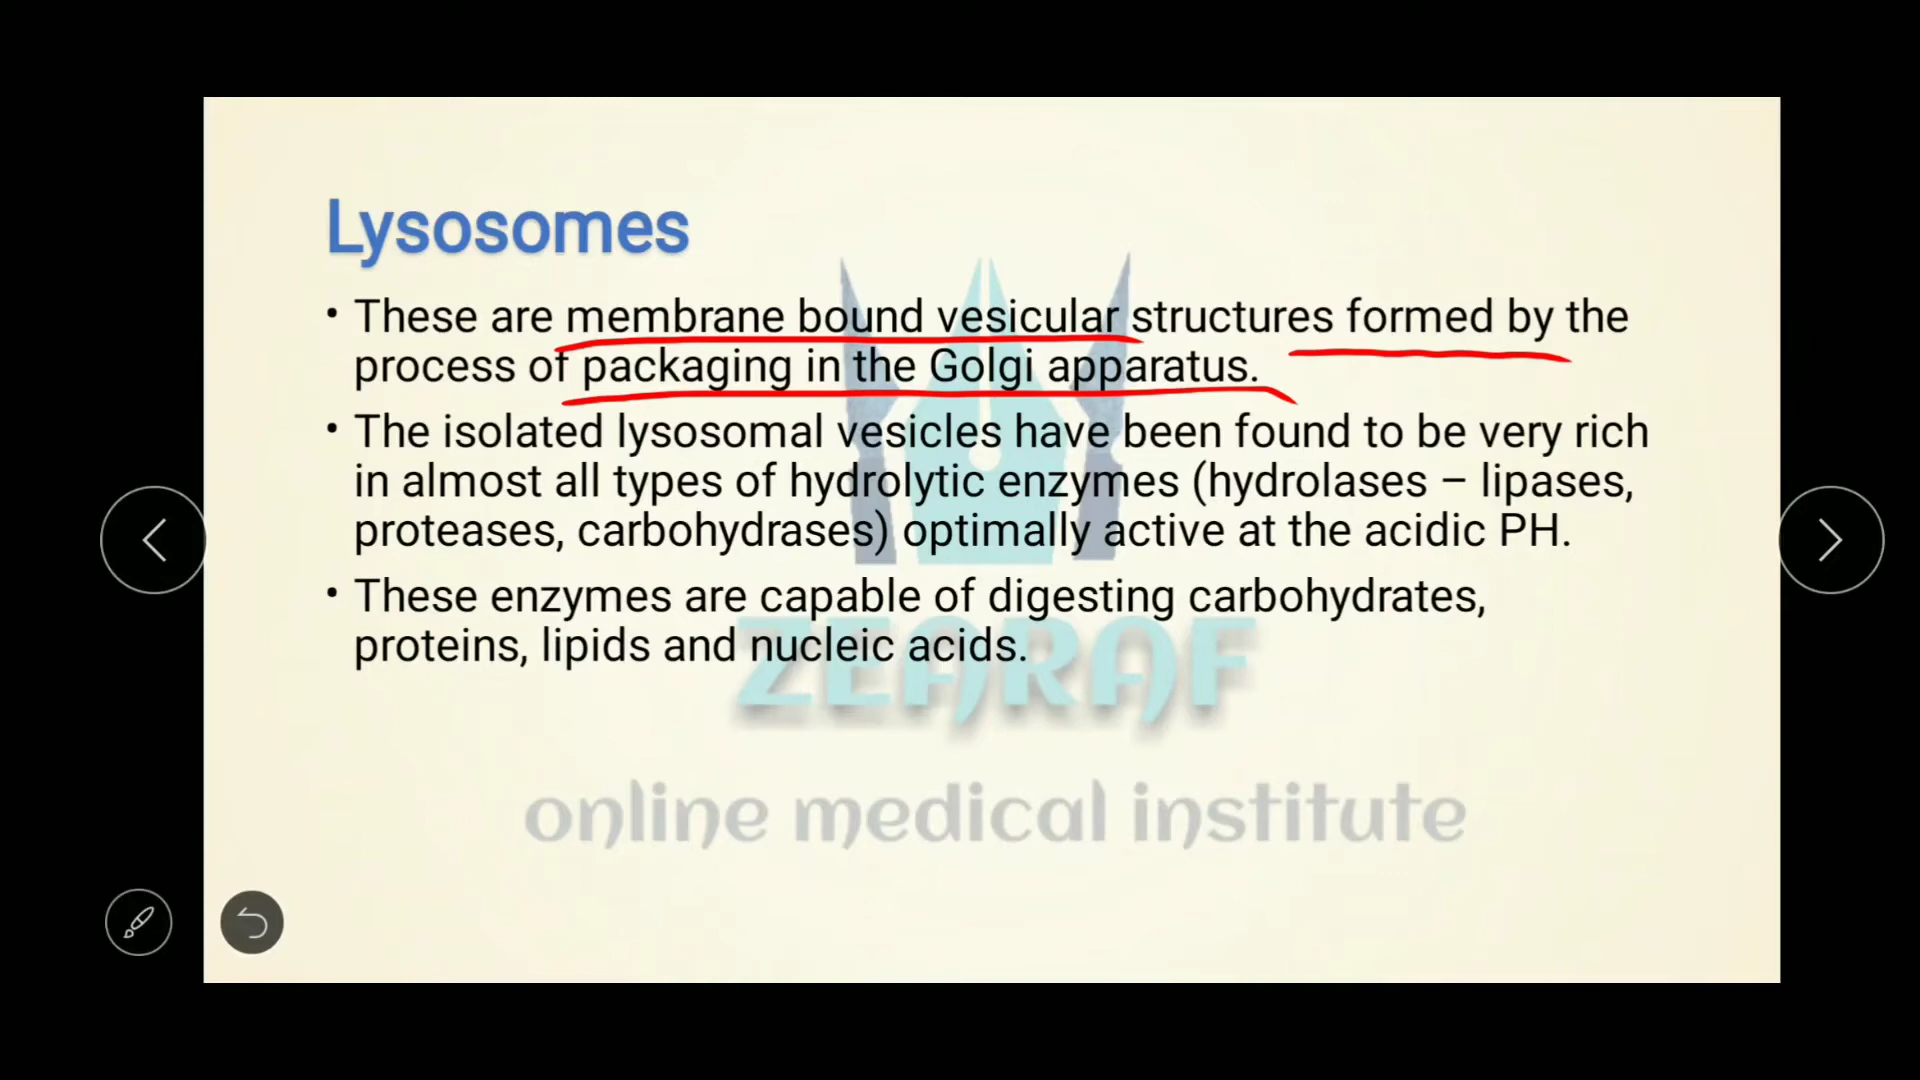 Lysosomes
• These are membrane bound vesicular structures formed by the
process of packaging in the Golgi apparatus.
• The isolated lysosomal vesicles have been found to be very rich
in almost all types of hydrolytic enzymes (hydrolases – lipases,
proteases, carbohydrases) optimally active at the acidic PH.
• These enzymes are capable of digesting carbohydrates,
proteins, lipids and nucleic acids.
ZEARAF
online medical institute